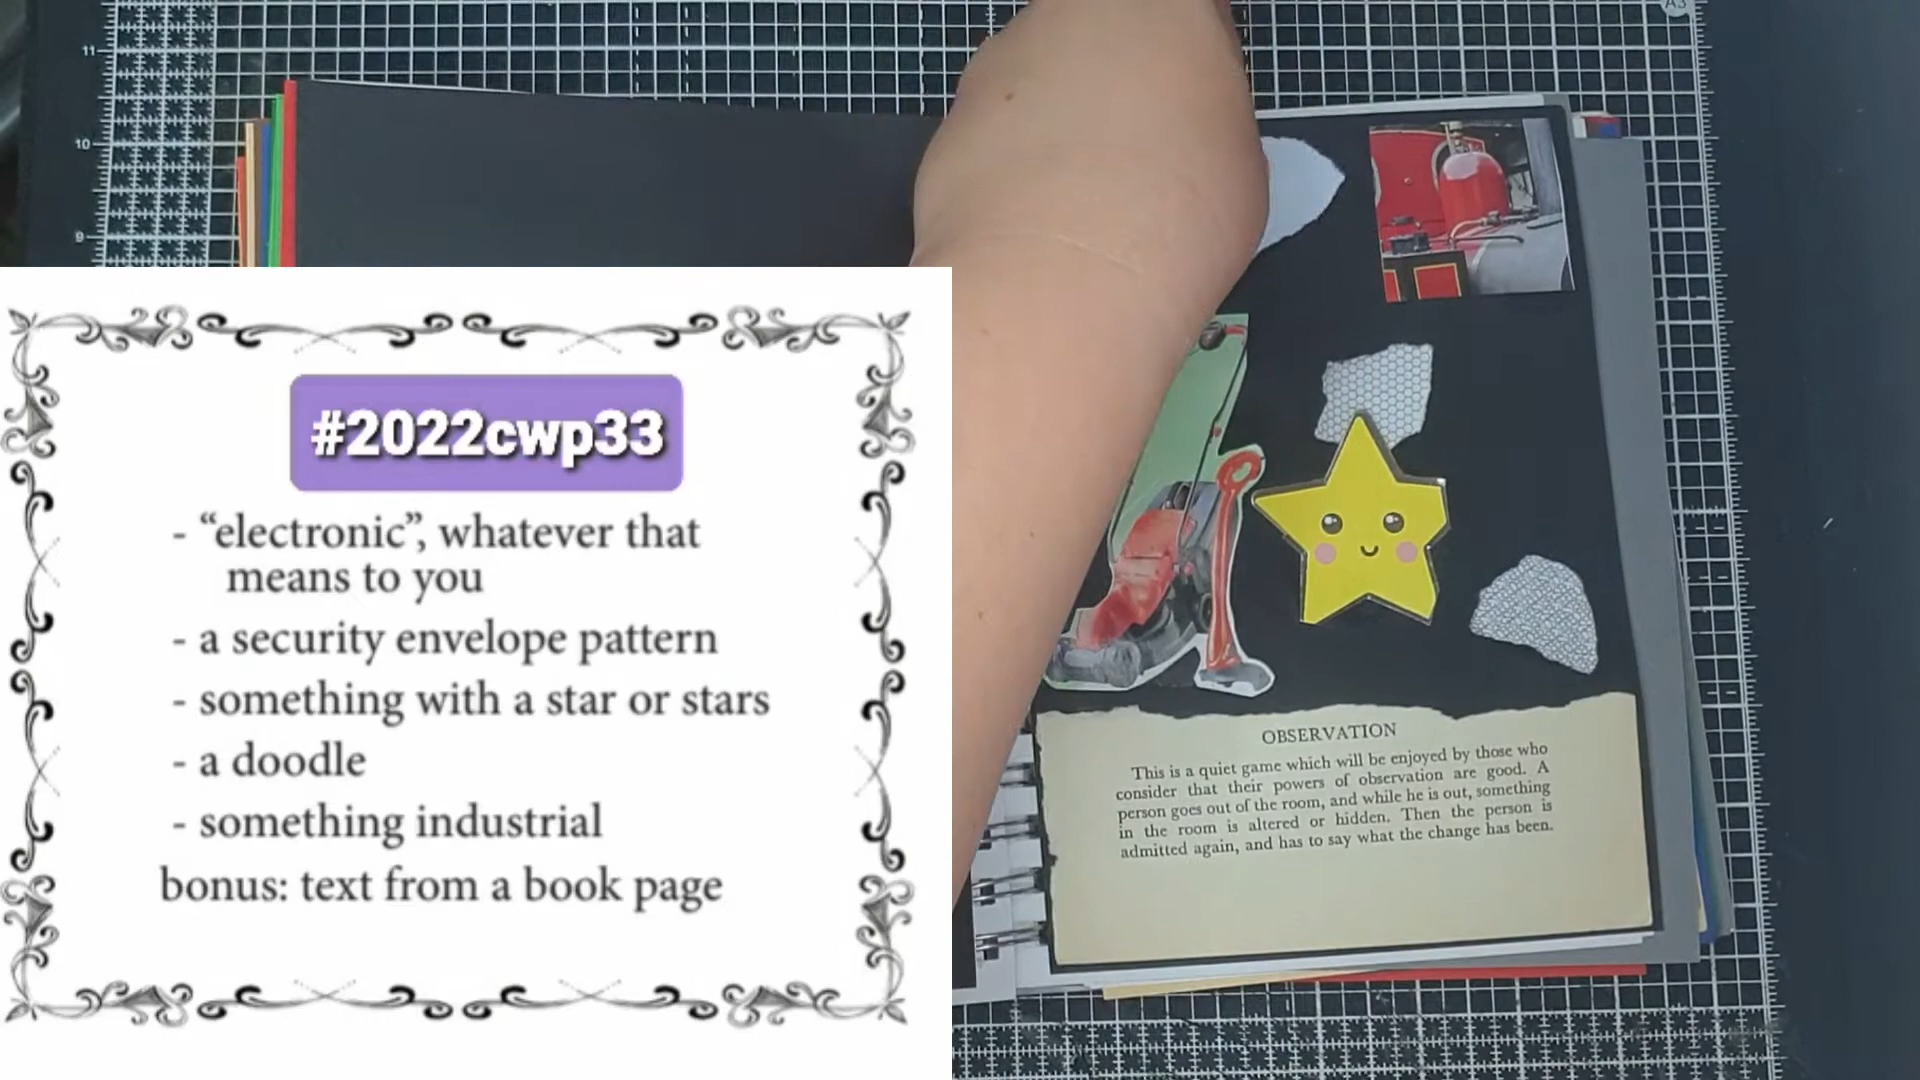 A3
11
10
9
#2022cwp33
- “electronic”, whatever that
means to you
- a security envelope pattern
- something with a star or stars
- a doodle
- something industrial
bonus: text from a book page
OBSERVATION
This is a quiet game which will be enjoyed by those who
consider that their powers of observation are good. A
person goes out of the room, and while he is out, something
in the room is altered or hidden. Then the person is
admitted again, and has to say what the change has been.